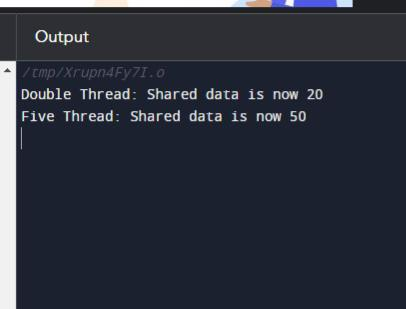 Output
/tmp/Xrupn4Fy7I.o
Double Thread: Shared data is now 20
Five Thread: Shared data is now 50